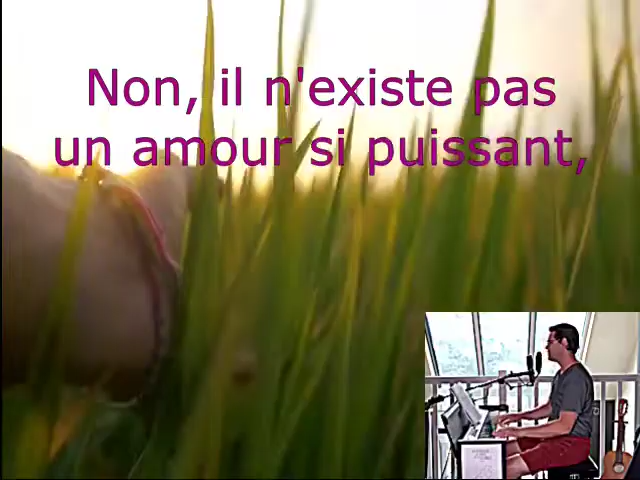 Non, il n'existe pas
un amour si puissant,